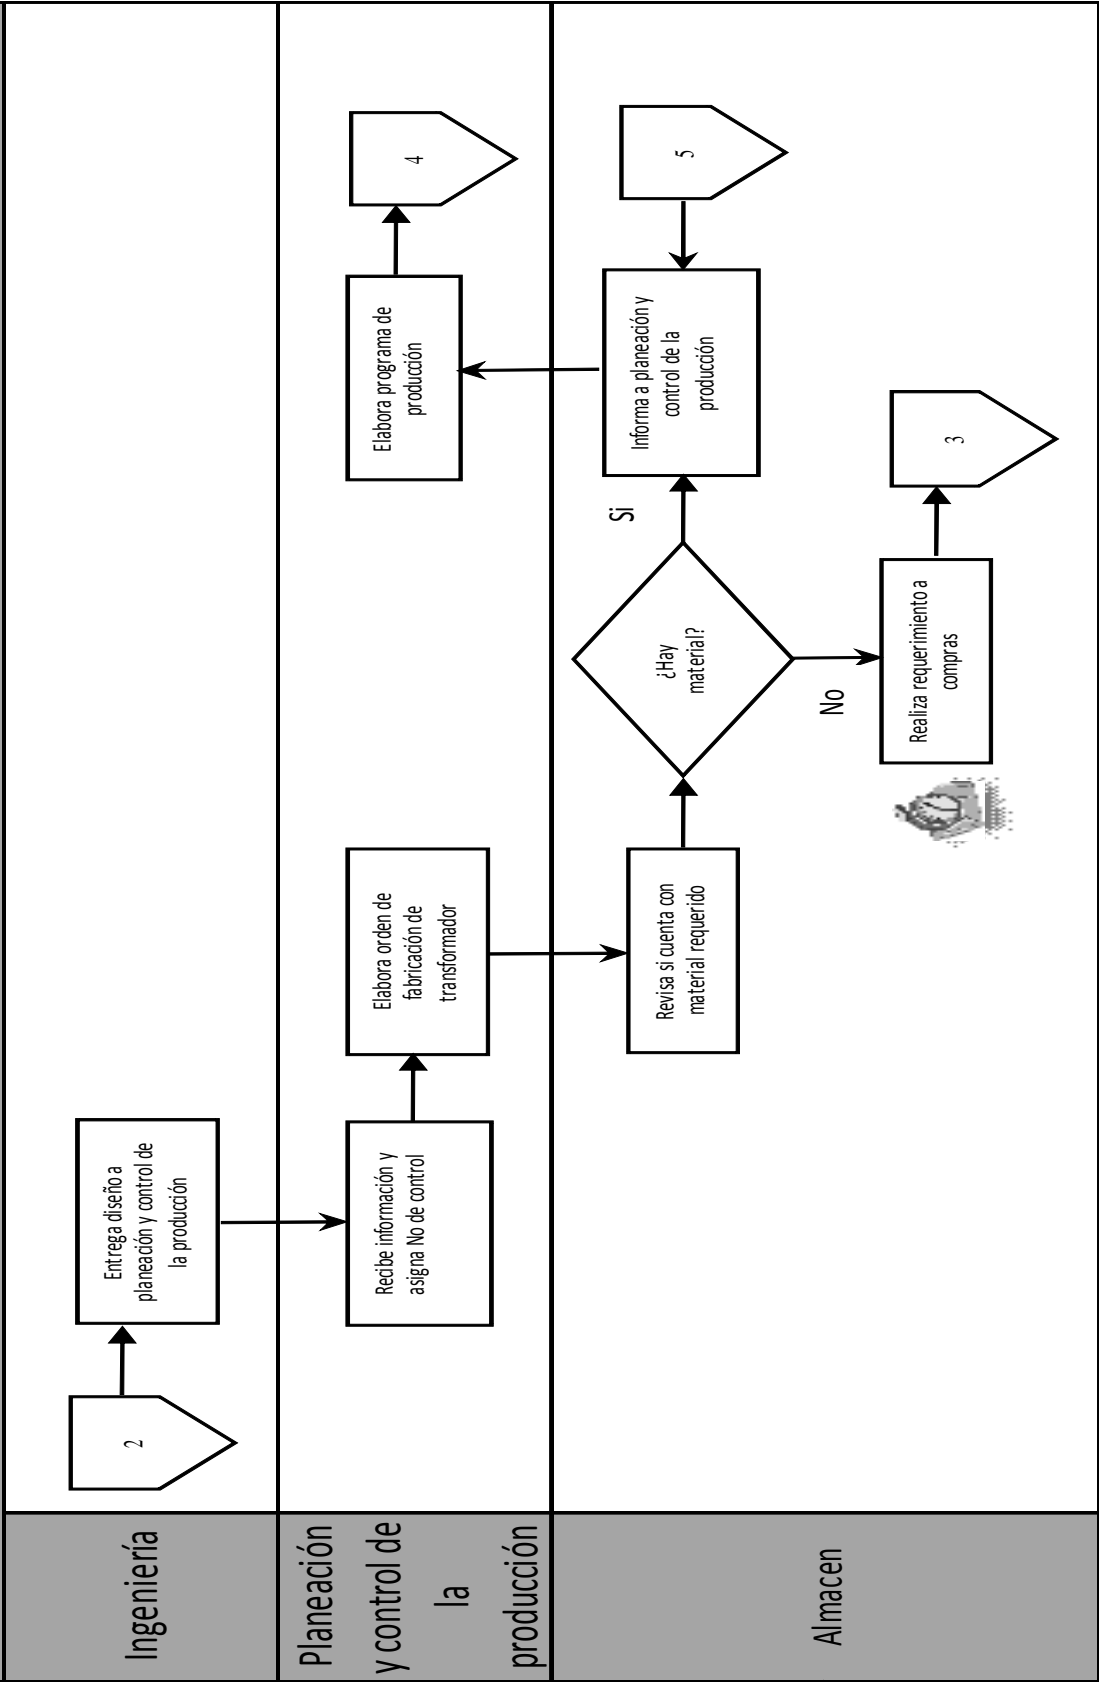 Ingeniería
2
Entrega diseño a
planeación y control de
la producción
Planeación
y control de
la
producción
Recibe información y
asigna No de control
Elabora orden de
fabricación de
transformador
Elabora programa de
producción
4
Almacen
Revisa si cuenta con
material requerido
¿Hay
material?
Si
No
Informa a planeación y
control de la
producción
5
Realiza requerimiento a
compras
3